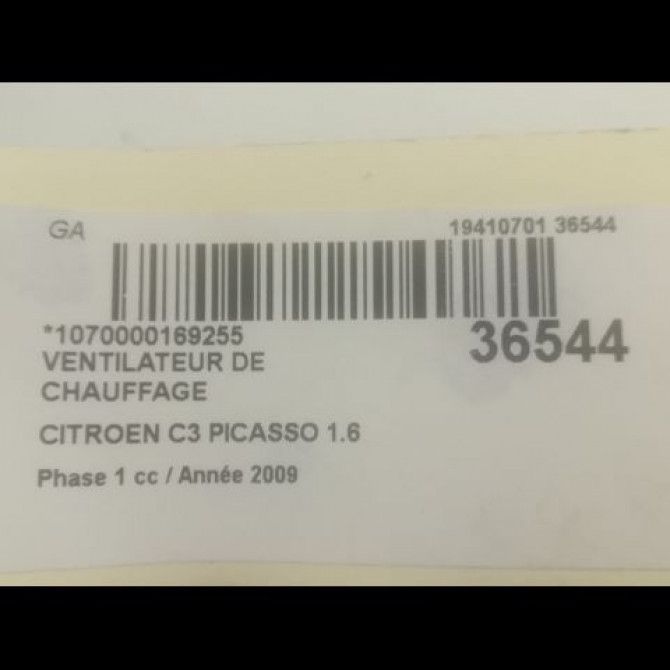 GA
19410701 36544
*1070000169255
36544
VENTILATEUR DE
CHAUFFAGE
CITROEN C3 PICASSO 1.6
Phase 1 cc / Année 2009